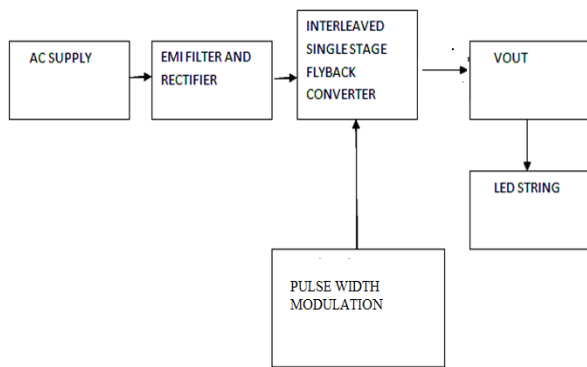 AC SUPPLY
EMI FILTER AND
RECTIFIER
INTERLEAVED
SINGLE STAGE
FLYBACK
CONVERTER
VOUT
LED STRING
PULSE WIDTH
MODULATION